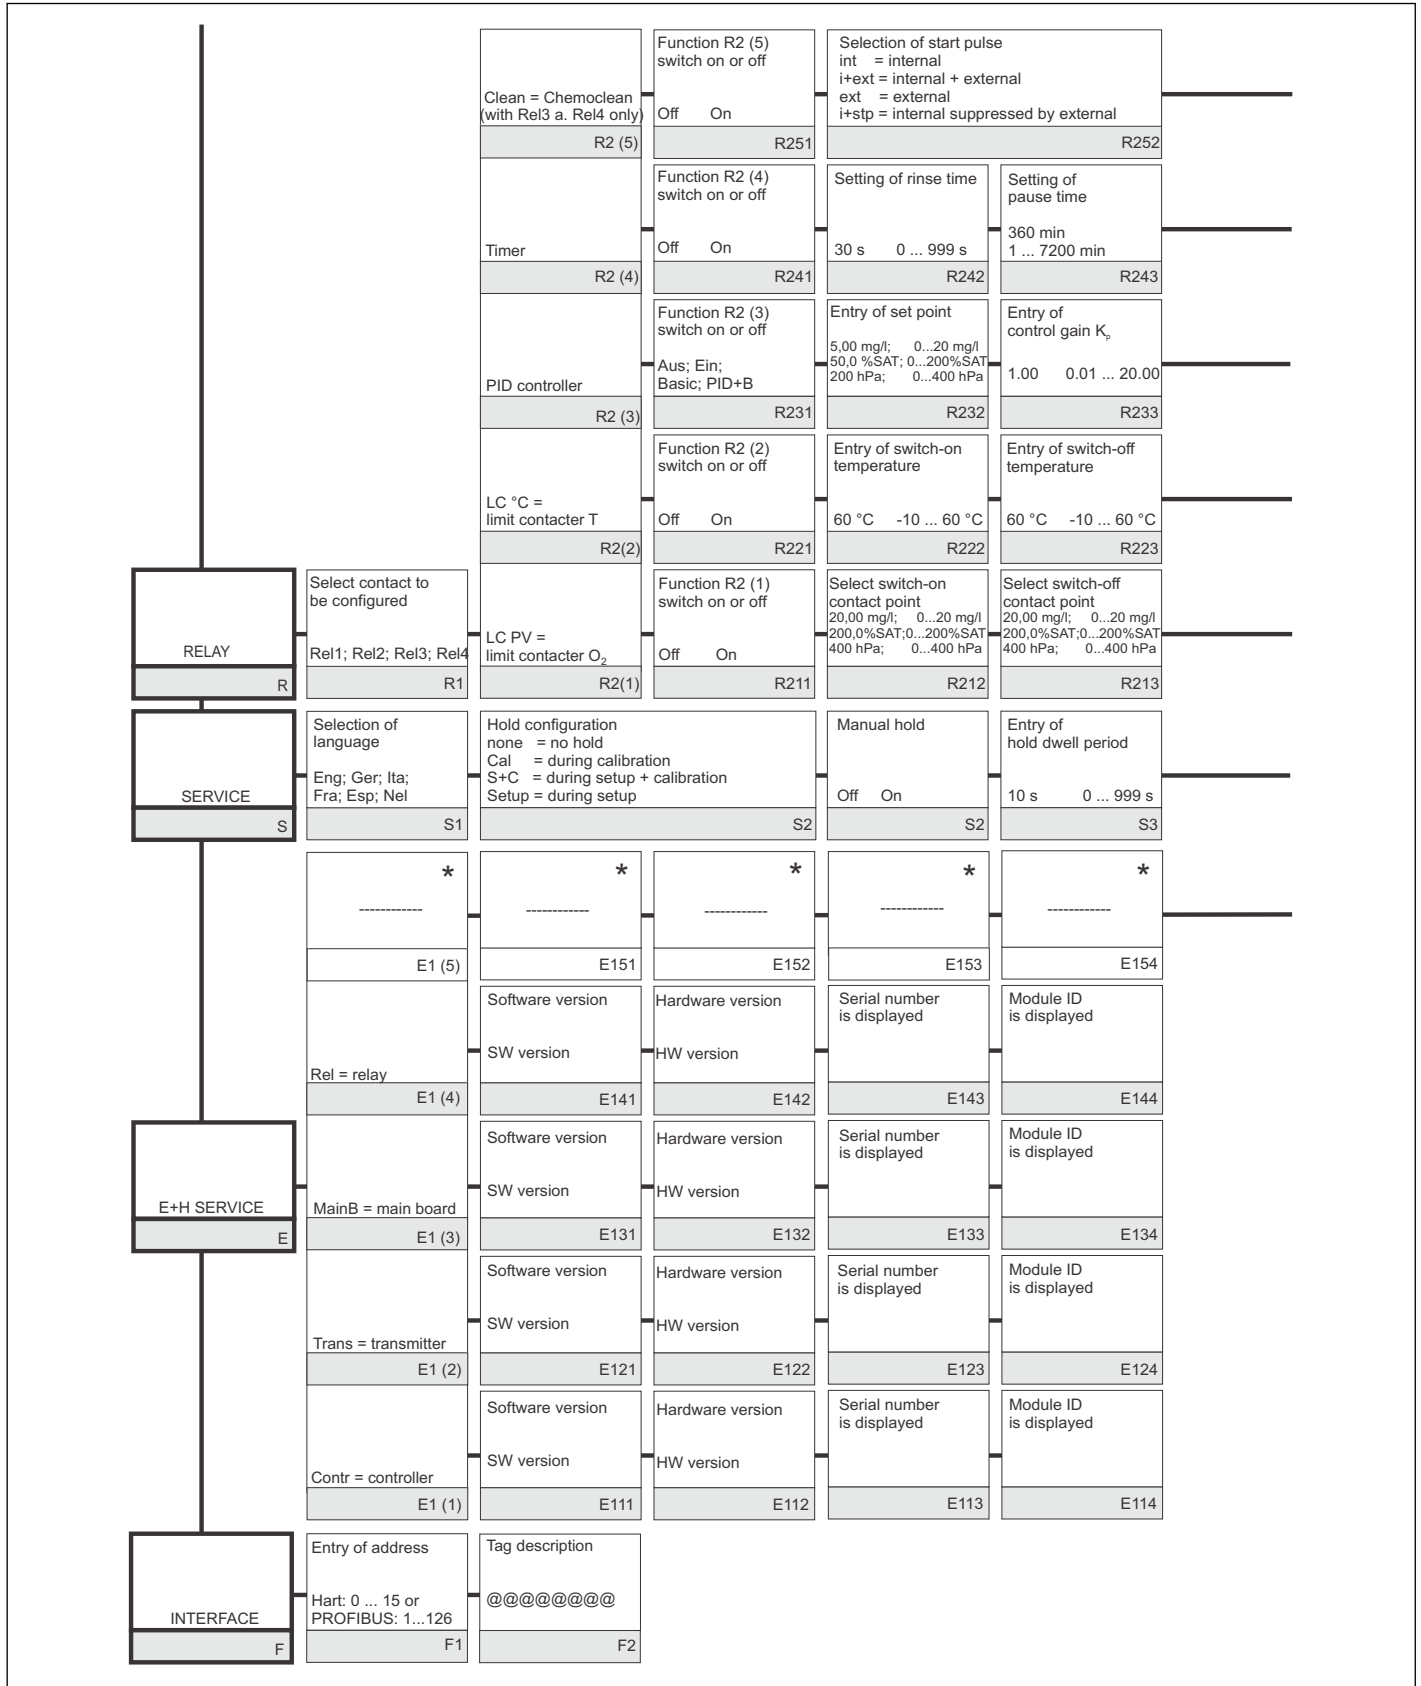 Clean = Chemoclean
(with Rel3 a. Rel4 only)
R2 (5)
Function R2 (5)
switch on or off
Off On
R251
Selection of start pulse
int = internal
i+ext = internal + external
ext = external
i+stp = internal suppressed by external
R252
Timer
R2 (4)
Function R2 (4)
switch on or off
Off On
R241
Setting of rinse time
30 s 0 ... 999 s
R242
Setting of
pause time
360 min
1 ... 7200 min
R243
PID controller
R2 (3)
Function R2 (3)
switch on or off
Aus; Ein;
Basic; PID+B
R231
Entry of set point
5,00 mg/l; 0...20 mg/l
50,0 %SAT; 0...200%SAT
200 hPa; 0...400 hPa
R232
Entry of
control gain Kp
1.00 0.01 ... 20.00
R233
LC °C =
limit contacter T
R2(2)
Function R2 (2)
switch on or off
Off On
R221
Entry of switch-on
temperature
60 °C -10 ... 60 °C
R222
Entry of switch-off
temperature
60 °C -10 ... 60 °C
R223
RELAY
R
Select contact to
be configured
Rel1; Rel2; Rel3; Rel4
R1
LC PV =
limit contacter O2
R2(1)
Function R2 (1)
switch on or off
Off On
R211
Select switch-on
contact point
20,00 mg/l; 0...20 mg/l
200,0%SAT;0...200%SAT
400 hPa; 0...400 hPa
R212
Select switch-off
contact point
20,00 mg/l; 0...20 mg/l
200,0%SAT;0...200%SAT
400 hPa; 0...400 hPa
R213
SERVICE
S
Selection of
language
Eng; Ger; Ita;
Fra; Esp; Nel
S1
Hold configuration
none = no hold
Cal = during calibration
S+C = during setup + calibration
Setup = during setup
S2
Manual hold
Off On
S2
Entry of
hold dwell period
10 s 0 ... 999 s
S3
*
------------
E1 (5)
*
------------
E151
*
------------
E152
*
------------
E153
*
------------
E154
Rel = relay
E1 (4)
Software version
SW version
E141
Hardware version
HW version
E142
Serial number
is displayed
E143
Module ID
is displayed
E144
E+H SERVICE
E
MainB = main board
E1 (3)
Software version
SW version
E131
Hardware version
HW version
E132
Serial number
is displayed
E133
Module ID
is displayed
E134
Trans = transmitter
E1 (2)
Software version
SW version
E121
Hardware version
HW version
E122
Serial number
is displayed
E123
Module ID
is displayed
E124
Contr = controller
E1 (1)
Software version
SW version
E111
Hardware version
HW version
E112
Serial number
is displayed
E113
Module ID
is displayed
E114
INTERFACE
F
Entry of address
Hart: 0 ... 15 or
PROFIBUS: 1...126
F1
Tag description
@@@@@@@@
F2